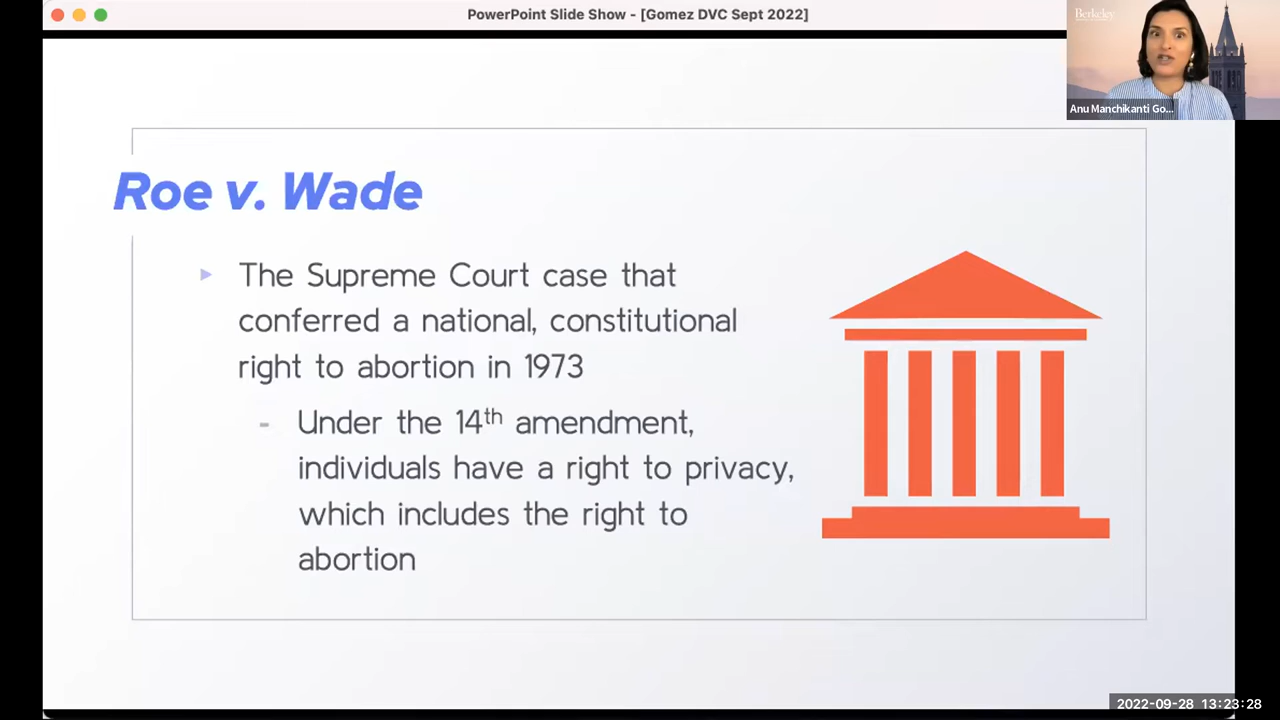 PowerPoint Slide Show - [Gomez DVC Sept 2022]
Berkeley
Anu Manchikanti Go...
Roe v. Wade
The Supreme Court case that
conferred a national, constitutional
right to abortion in 1973
- Under the 14th amendment,
individuals have a right to privacy,
which includes the right to
abortion
2022-09-28 13:23:28